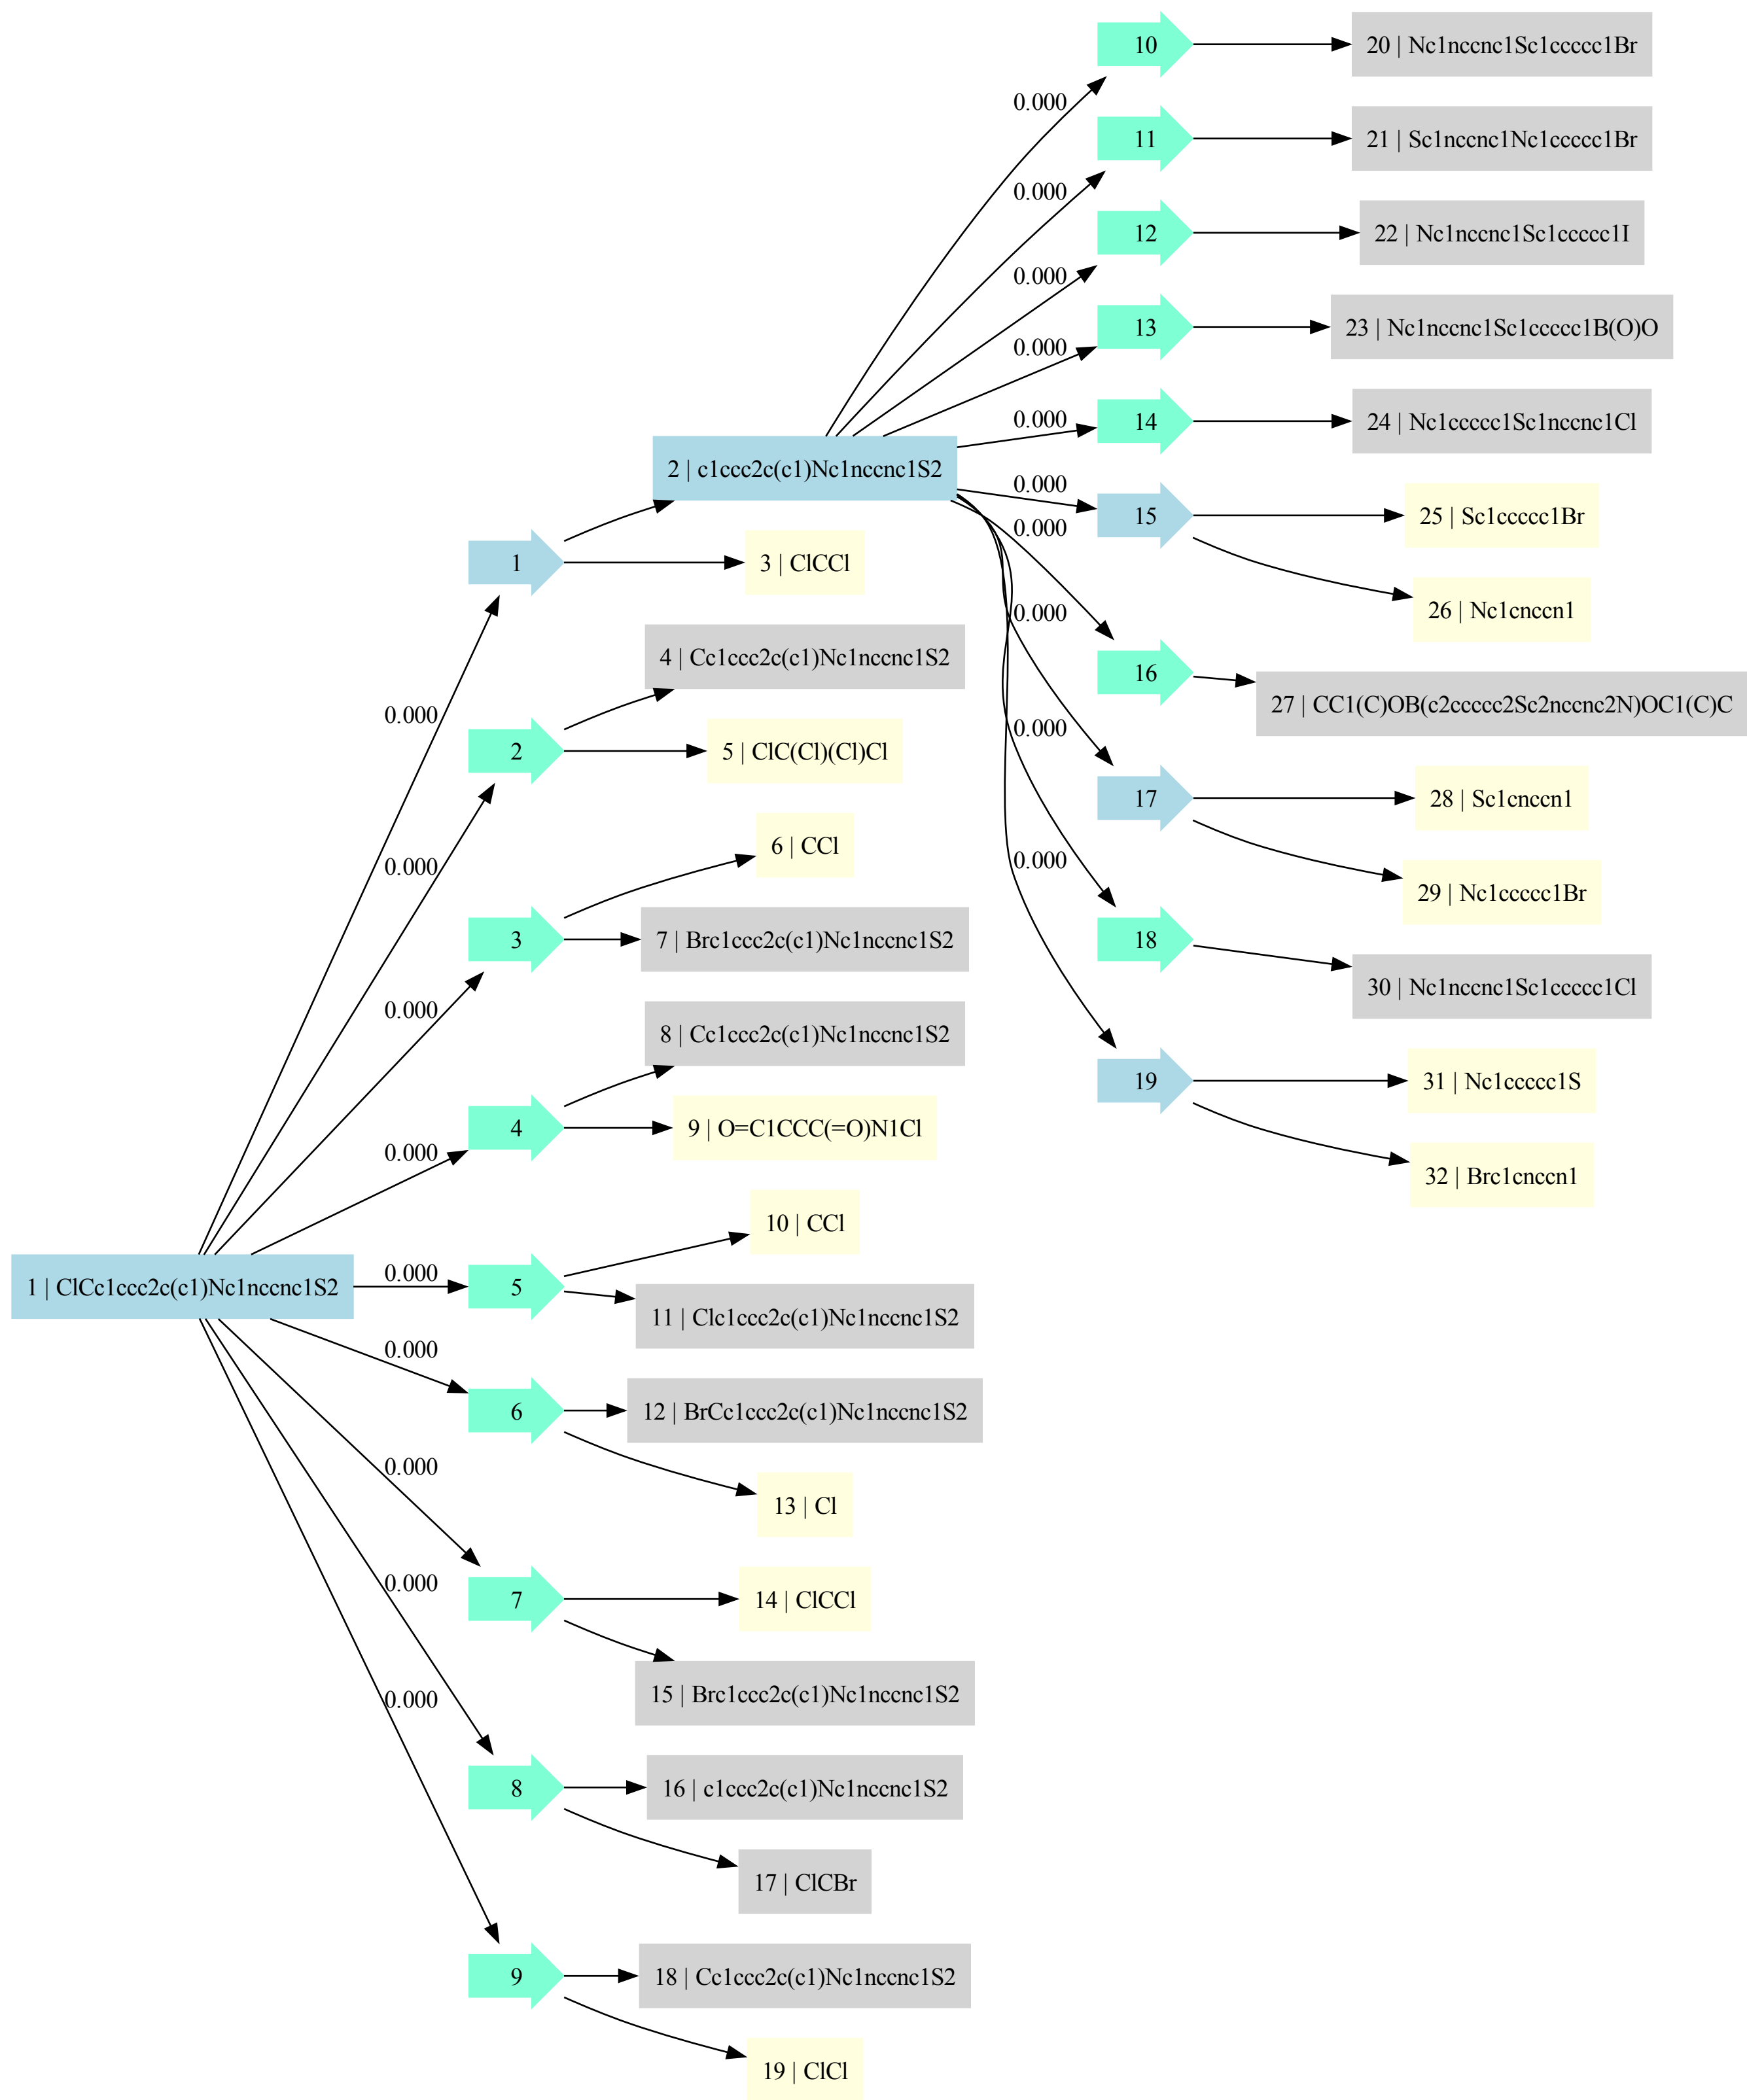 1 | ClCc1ccc2c(c1)Nc1nccnc1S2
0.000
0.000
0.000
0.000
0.000
0.000
0.000
0.000
0.000
1
2
3
4
5
6
7
8
9
2 | c1ccc2c(c1)Nc1nccnc1S2
3 | ClCCl
4 | Cc1ccc2c(c1)Nc1nccnc1S2
5 | ClC(Cl)(Cl)Cl
6 | CCl
7 | Brc1ccc2c(c1)Nc1nccnc1S2
8 | Cc1ccc2c(c1)Nc1nccnc1S2
9 | O=C1CCC(=O)N1Cl
10 | CCl
11 | Clc1ccc2c(c1)Nc1nccnc1S2
12 | BrCc1ccc2c(c1)Nc1nccnc1S2
13 | Cl
14 | ClCCl
15 | Brc1ccc2c(c1)Nc1nccnc1S2
16 | c1ccc2c(c1)Nc1nccnc1S2
17 | ClCBr
18 | Cc1ccc2c(c1)Nc1nccnc1S2
19 | ClCl
0.000
0.000
0.000
0.000
0.000
0.000
0.000
0.000
0.000
0.000
10
11
12
13
14
15
16
17
18
19
20 | Nc1nccnc1Sc1ccccc1Br
21 | Sc1nccnc1Nc1ccccc1Br
22 | Nc1nccnc1Sc1ccccc1I
23 | Nc1nccnc1Sc1ccccc1B(O)O
24 | Nc1ccccc1Sc1nccnc1Cl
25 | Sc1ccccc1Br
26 | Nc1cnccn1
27 | CC1(C)OB(c2ccccc2Sc2nccnc2N)OC1(C)C
28 | Sc1cnccn1
29 | Nc1ccccc1Br
30 | Nc1nccnc1Sc1ccccc1Cl
31 | Nc1ccccc1S
32 | Brc1cnccn1